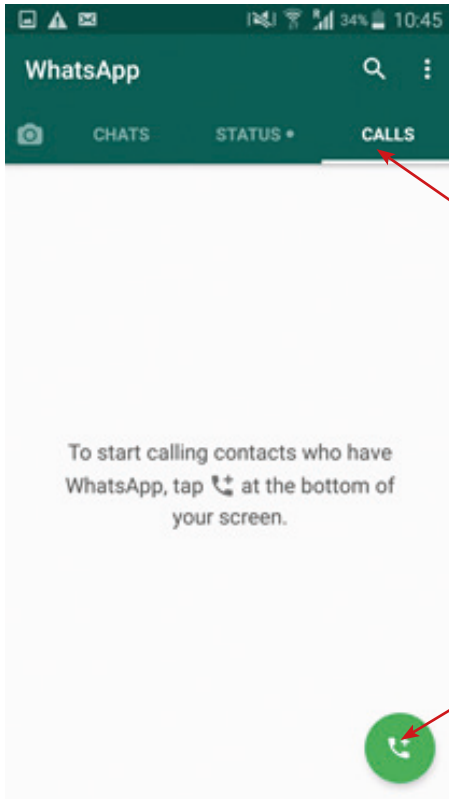 34% 10:45
WhatsApp
CHATS STATUS • CALLS
To start calling contacts who have
WhatsApp, tap at the bottom of
your screen.